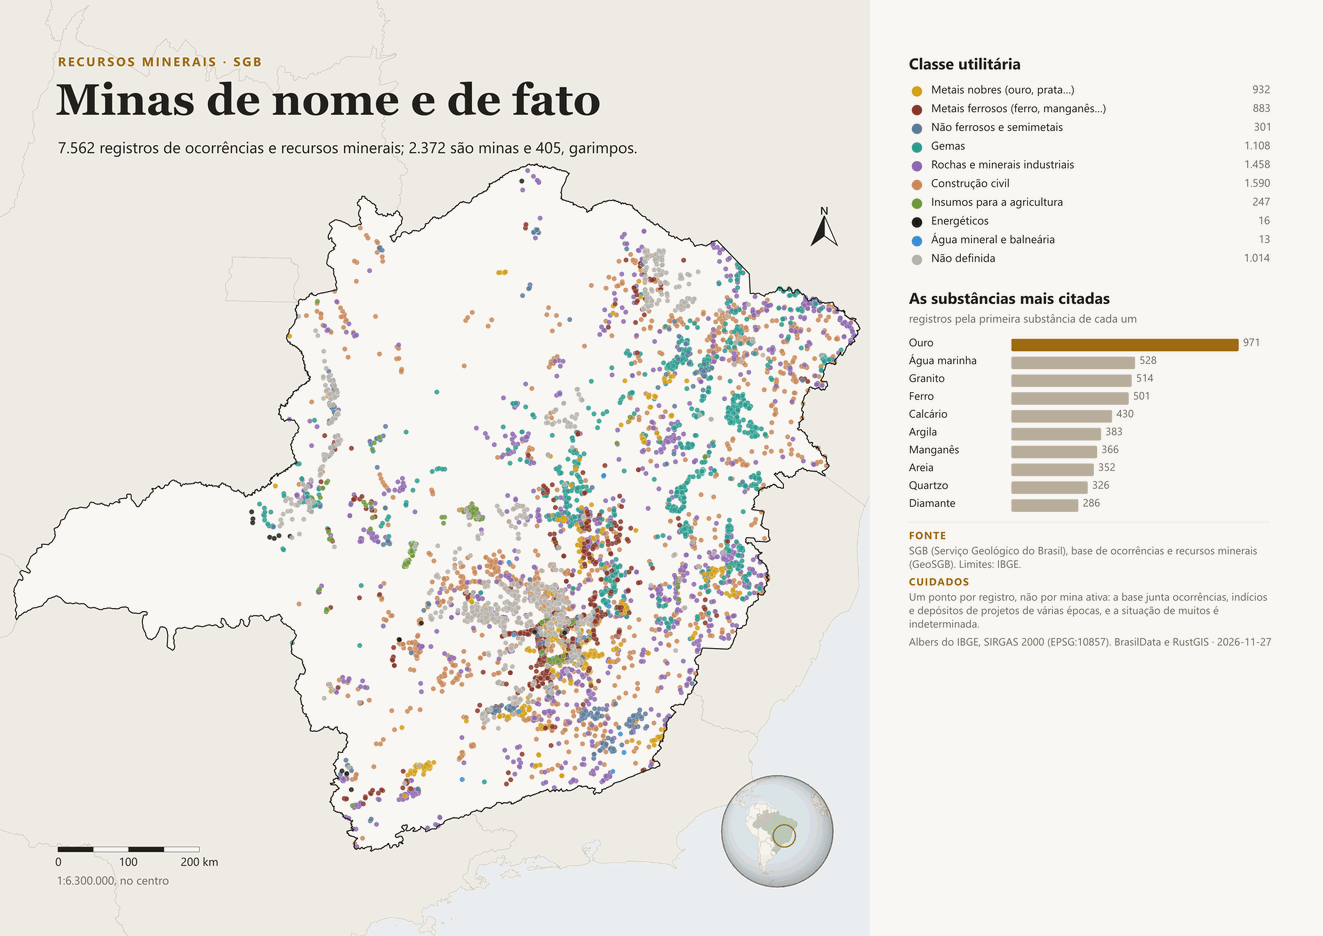 RECURSOS MINERAIS · SGB
Minas de nome e de fato
7.562 registros de ocorrências e recursos minerais; 2.372 são minas e 405, garimpos.
N
0 100 200 km
1:6.300.000, no centro
Classe utilitária
Metais nobres (ouro, prata...) 932
Metais ferrosos (ferro, manganês...) 883
Não ferrosos e semimetais 301
Gemas 1.108
Rochas e minerais industriais 1.458
Construção civil 1.590
Insumos para a agricultura 247
Energéticos 16
Água mineral e balneária 13
Não definida 1.014
As substâncias mais citadas
registros pela primeira substância de cada um
Ouro 971
Água marinha 528
Granito 514
Ferro 501
Calcário 430
Argila 383
Manganês 366
Areia 352
Quartzo 326
Diamante 286
FONTE
SGB (Serviço Geológico do Brasil), base de ocorrências e recursos minerais
(GeoSGB). Limites: IBGE.
CUIDADOS
Um ponto por registro, não por mina ativa: a base junta ocorrências, indícios
e depósitos de projetos de várias épocas, e a situação de muitos é
indeterminada.
Albers do IBGE, SIRGAS 2000 (EPSG:10857). BrasilData e RustGIS · 2026-11-27